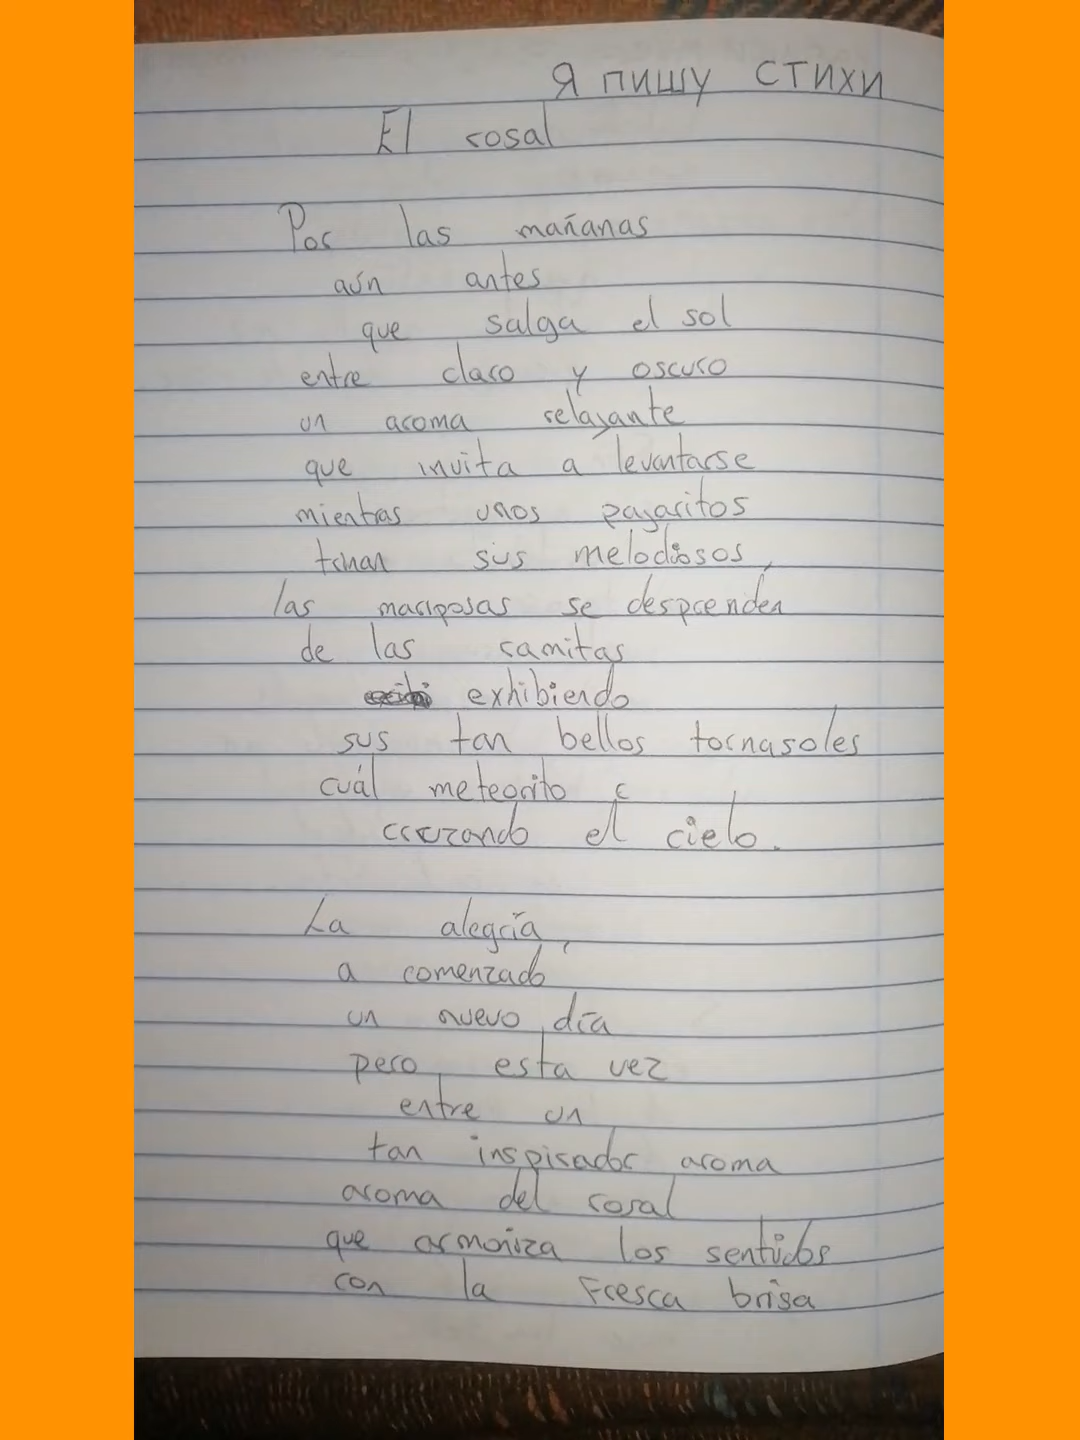 Я ПИШУ СТИХИ
El rosal
Por las mañanas
aún antes
que salga el sol
entre claro y oscuro
un aroma relajante
que invita a levantarse
mientras unos pajaritos
trinan sus melodiosos,
las mariposas se desprenden
de las ramitas
exhibiendo
sus tan bellos tornasoles
cuál meteorito
cruzando el cielo.
La alegría,
a comenzado
un nuevo día
pero esta vez
entre un
tan inspirador aroma
aroma del rosal
que armoniza los sentidos
con la Fresca brisa